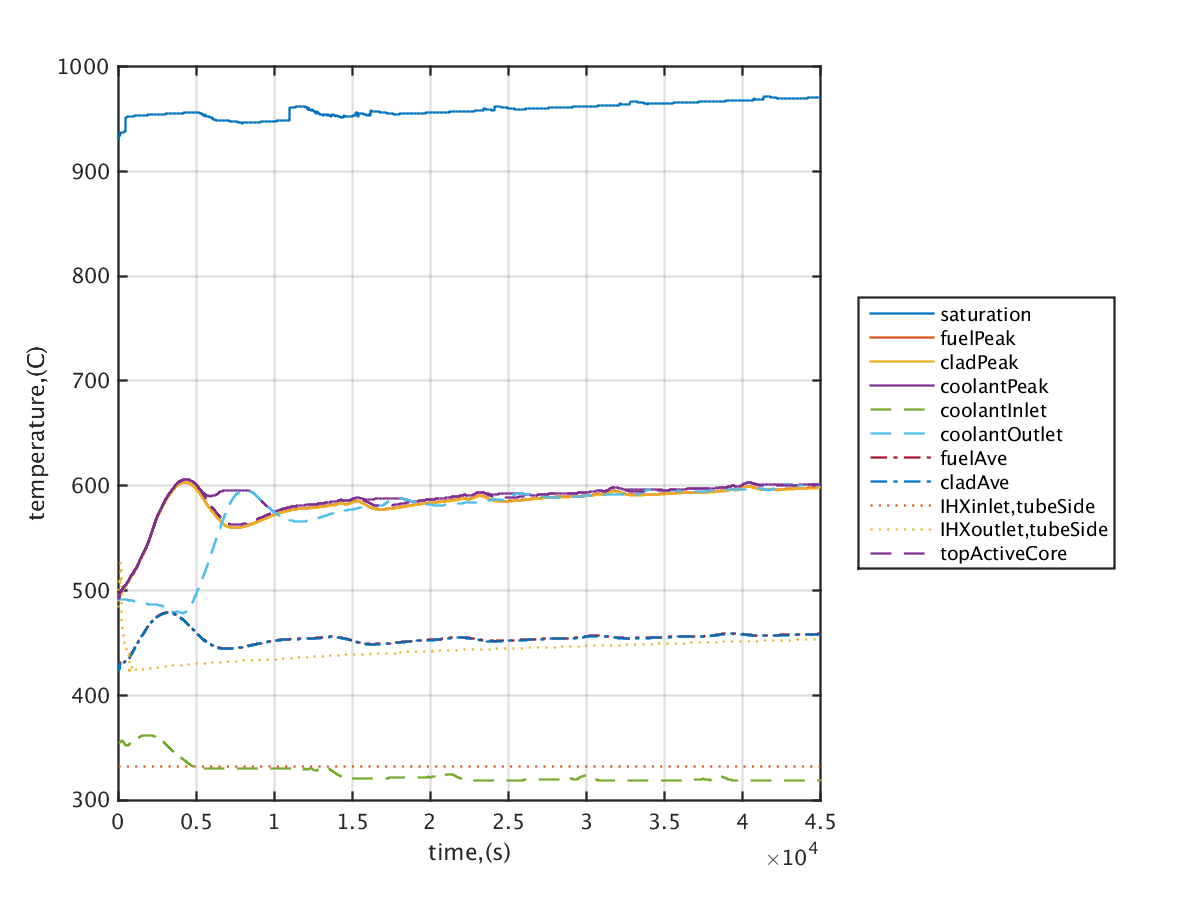 1000
900
800
700
600
500
400
300
temperature,(C)
0 0.5 1 1.5 2 2.5 3 3.5 4 4.5
time,(s)
×10^4
saturation
fuelPeak
cladPeak
coolantPeak
coolantInlet
coolantOutlet
fuelAve
cladAve
IHXinlet,tubeSide
IHXoutlet,tubeSide
topActiveCore